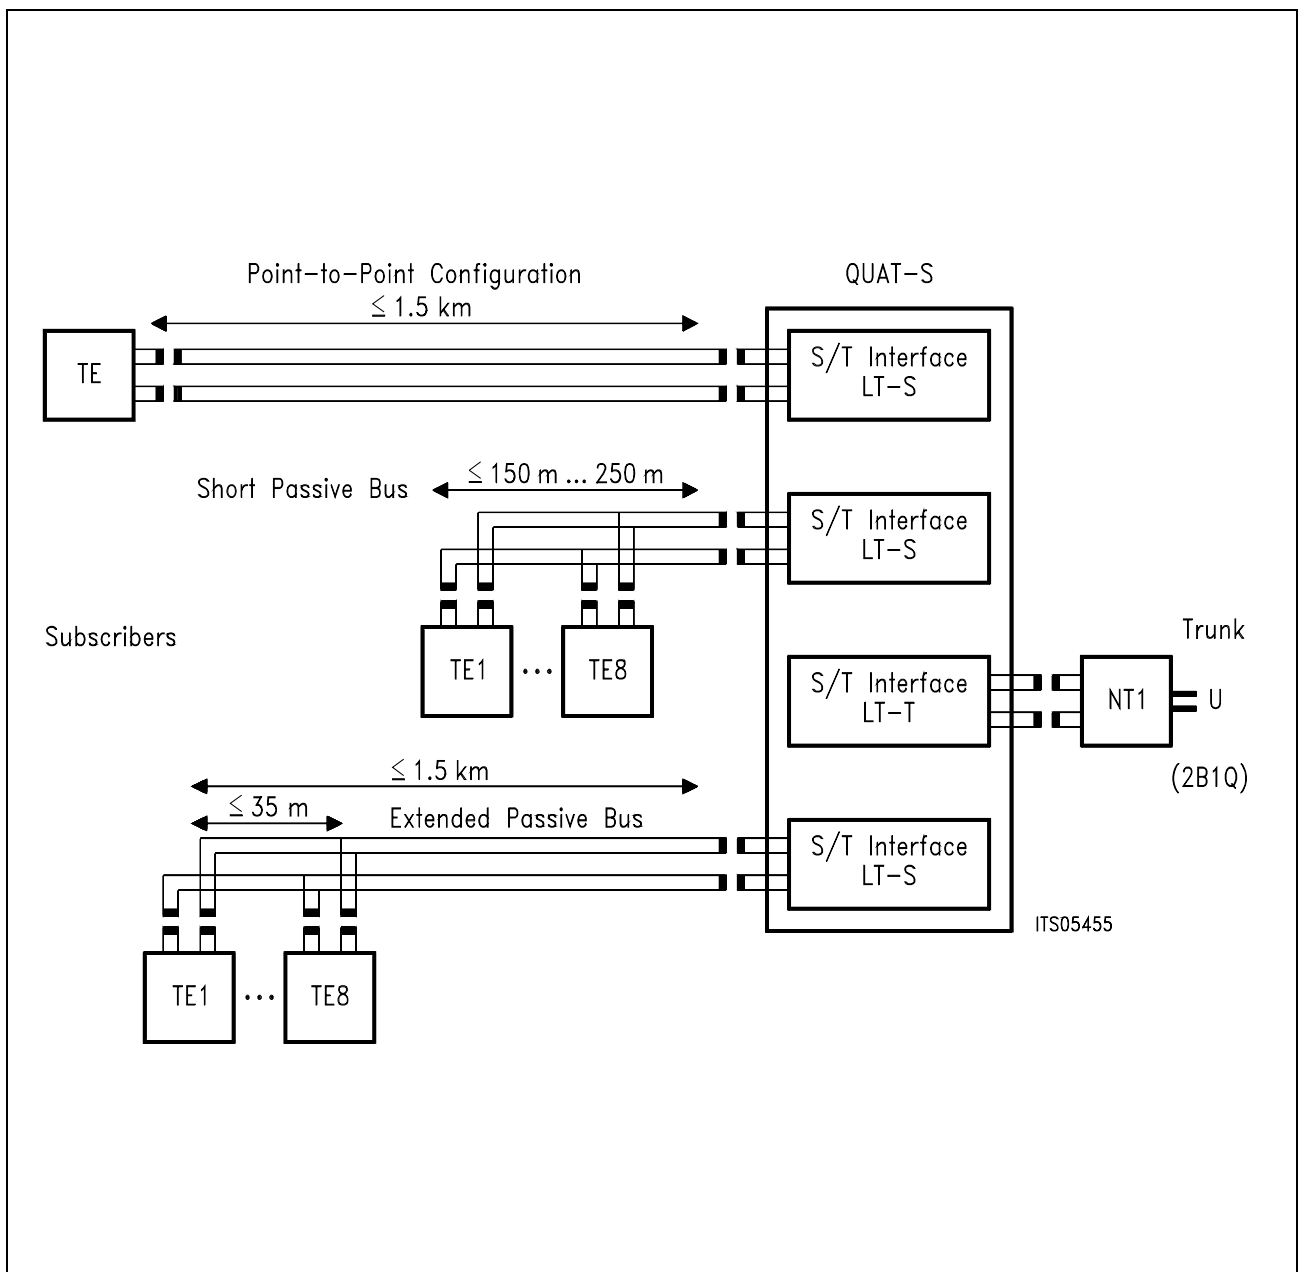 Point-to-Point Configuration
≤ 1.5 km
QUAT-S
TE
S/T Interface
LT-S
Short Passive Bus
≤ 150 m ... 250 m
S/T Interface
LT-S
Subscribers
TE1
...
TE8
S/T Interface
LT-T
Trunk
NT1
U
(2B1Q)
≤ 1.5 km
≤ 35 m
Extended Passive Bus
S/T Interface
LT-S
ITS05455
TE1
...
TE8